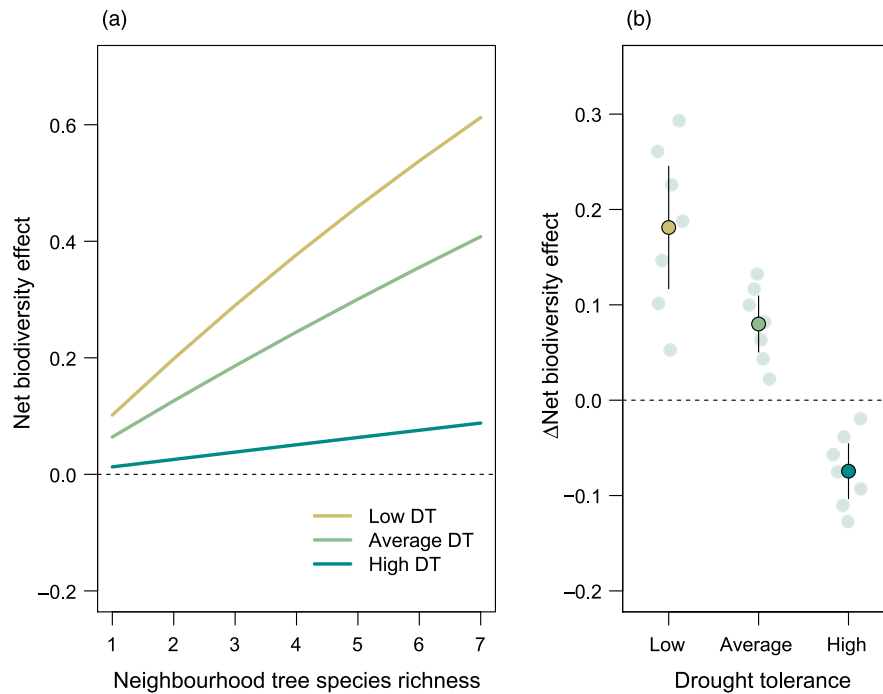 (a)
Net biodiversity effect
0.6
0.4
0.2
0.0
−0.2
Low DT
Average DT
High DT
1 2 3 4 5 6 7
Neighbourhood tree species richness
(b)
ΔNet biodiversity effect
0.3
0.2
0.1
0.0
−0.1
−0.2
Low Average High
Drought tolerance